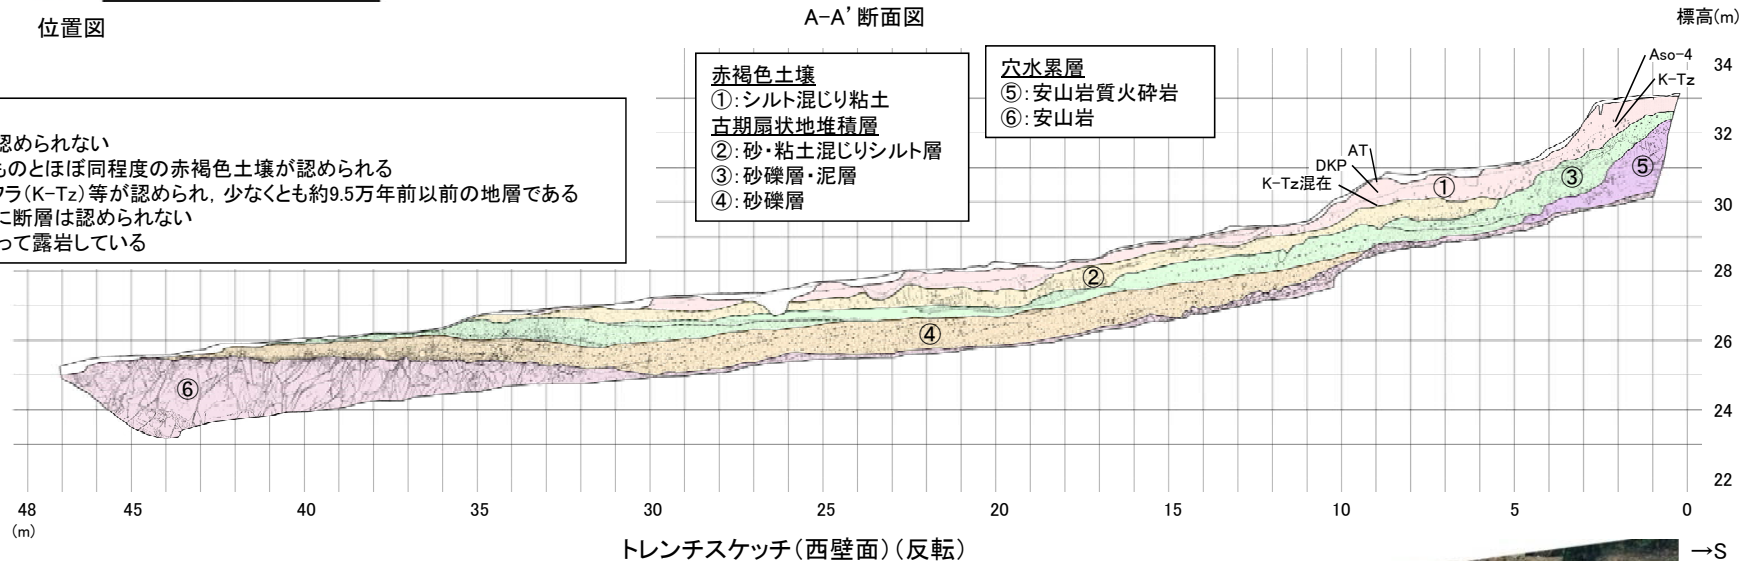 位置図
A-A’断面図
標高(m)
認められない
ものとほぼ同程度の赤褐色土壌が認められる
フラ(K-Tz)等が認められ，少なくとも約9.5万年前以前の地層である
に断層は認められない
って露岩している
赤褐色土壌
①：シルト混じり粘土
古期扇状地堆積層
②：砂・粘土混じりシルト層
③：砂礫層・泥層
④：砂礫層
穴水累層
⑤：安山岩質火砕岩
⑥：安山岩
Aso-4
K-Tz
AT
DKP
K-Tz混在
①
②
③
④
⑤
⑥
34
32
30
28
26
24
22
48 45 40 35 30 25 20 15 10 5 0
(m)
トレンチスケッチ（西壁面）（反転）
→S